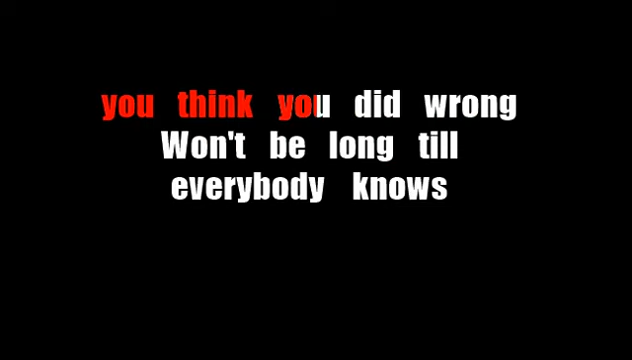 you think you did wrong
Won't be long till
everybody knows